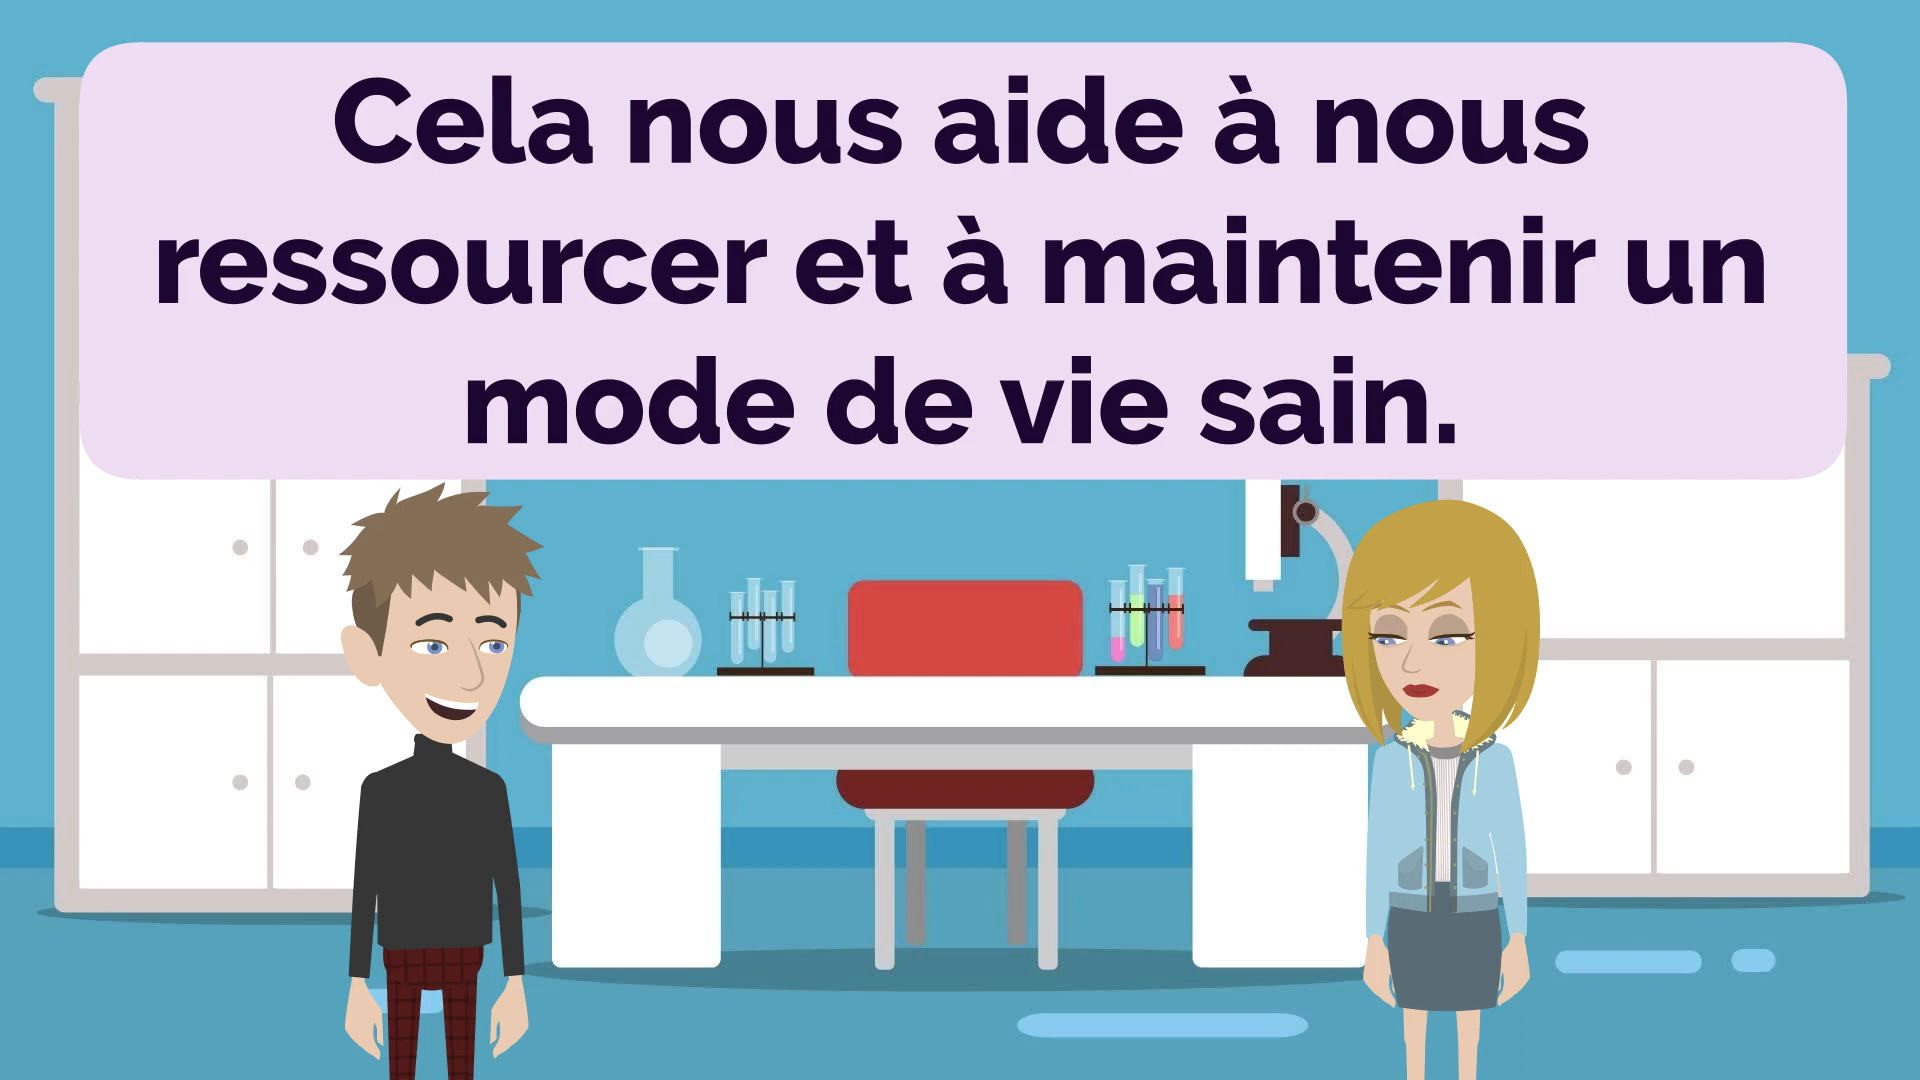 Cela nous aide à nous
ressourcer et à maintenir un
mode de vie sain.